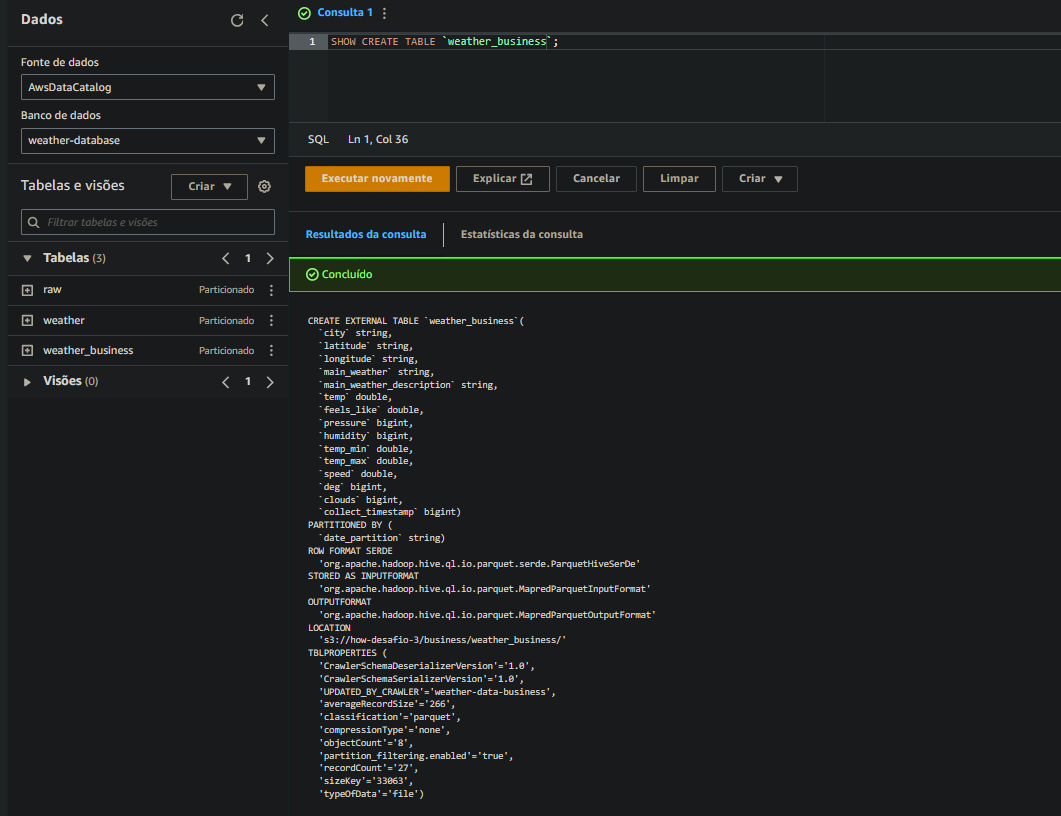 Dados
Fonte de dados
AwsDataCatalog
Banco de dados
weather-database
Tabelas e visões
Criar
Filtrar tabelas e visões
Tabelas (3)
1
raw
Particionado
weather
Particionado
weather_business
Particionado
Visões (0)
1
Consulta 1
1 SHOW CREATE TABLE `weather_business`;
SQL Ln 1, Col 36
Executar novamente
Explicar
Cancelar
Limpar
Criar
Resultados da consulta
Estatísticas da consulta
Concluído
CREATE EXTERNAL TABLE `weather_business`(
`city` string,
`latitude` string,
`longitude` string,
`main_weather` string,
`main_weather_description` string,
`temp` double,
`feels_like` double,
`pressure` bigint,
`humidity` bigint,
`temp_min` double,
`temp_max` double,
`speed` double,
`deg` bigint,
`clouds` bigint,
`collect_timestamp` bigint)
PARTITIONED BY (
`date_partition` string)
ROW FORMAT SERDE
'org.apache.hadoop.hive.ql.io.parquet.serde.ParquetHiveSerDe'
STORED AS INPUTFORMAT
'org.apache.hadoop.hive.ql.io.parquet.MapredParquetInputFormat'
OUTPUTFORMAT
'org.apache.hadoop.hive.ql.io.parquet.MapredParquetOutputFormat'
LOCATION
's3://how-desafio-3/business/weather_business/'
TBLPROPERTIES (
'CrawlerSchemaDeserializerVersion'='1.0',
'CrawlerSchemaSerializerVersion'='1.0',
'UPDATED_BY_CRAWLER'='weather-data-business',
'averageRecordSize'='266',
'classification'='parquet',
'compressionType'='none',
'objectCount'='8',
'partition_filtering.enabled'='true',
'recordCount'='27',
'sizeKey'='33063',
'typeOfData'='file')